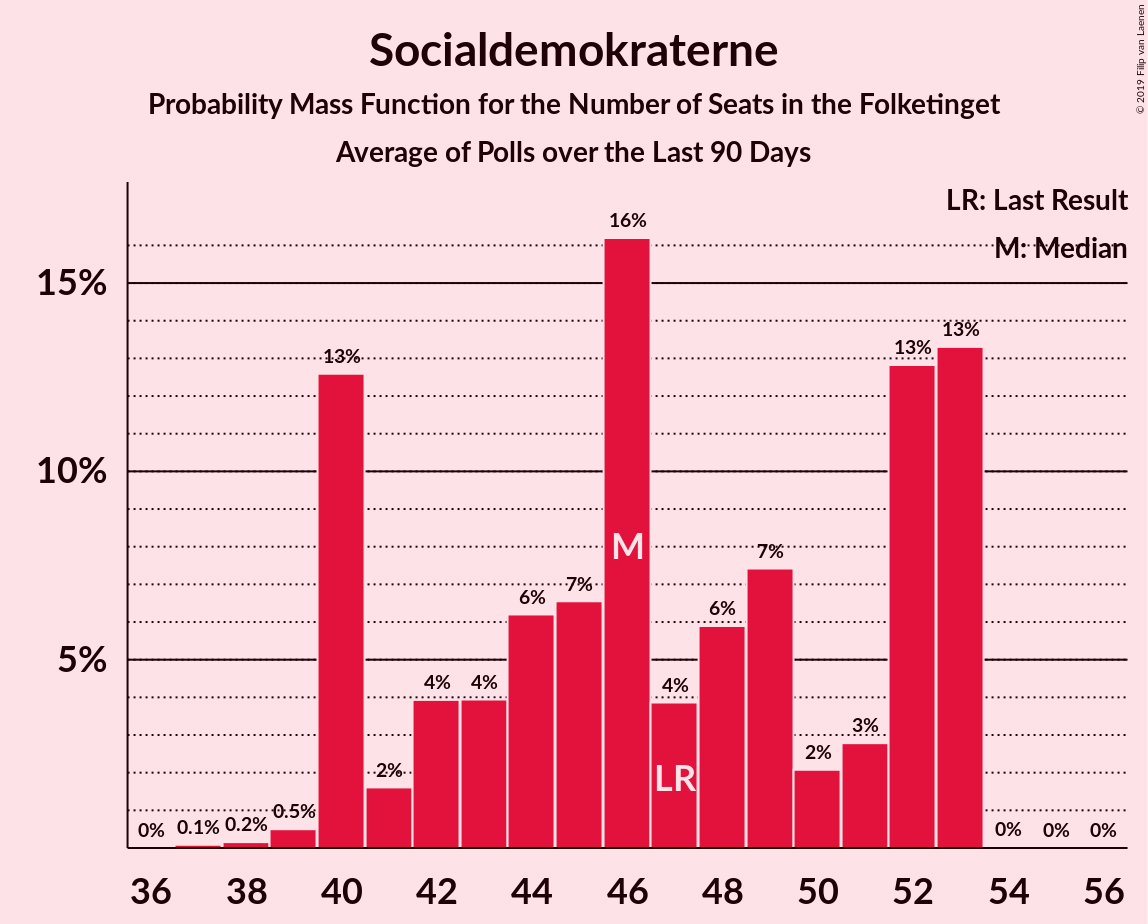 Socialdemokraterne
Probability Mass Function for the Number of Seats in the Folketinget
Average of Polls over the Last 90 Days
© 2019 Filip van Laenen
LR: Last Result
M: Median
15%
10%
5%
0%
0.1%
0.2%
0.5%
13%
2%
4%
4%
6%
7%
16%
4%
6%
7%
2%
3%
13%
13%
0%
0%
0%
M
LR
36 38 40 42 44 46 48 50 52 54 56